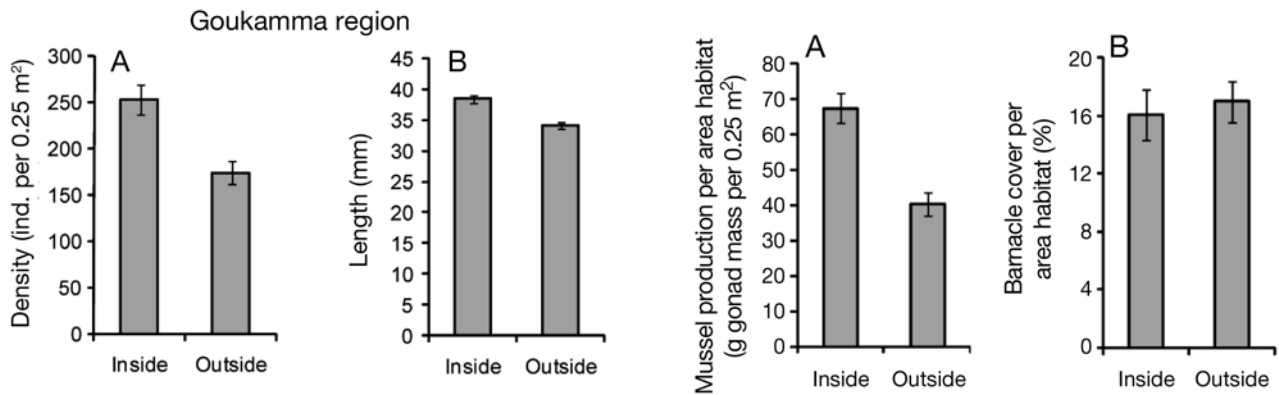 Goukamma region
A
Density (ind. per 0.25 m²)
300
250
200
150
100
50
0
Inside Outside
B
Length (mm)
45
40
35
30
25
20
15
10
5
0
Inside Outside
A
Mussel production per area habitat
(g gonad mass per 0.25 m²)
80
70
60
50
40
30
20
10
0
Inside Outside
B
Barnacle cover per
area habitat (%)
20
16
12
8
4
0
Inside Outside